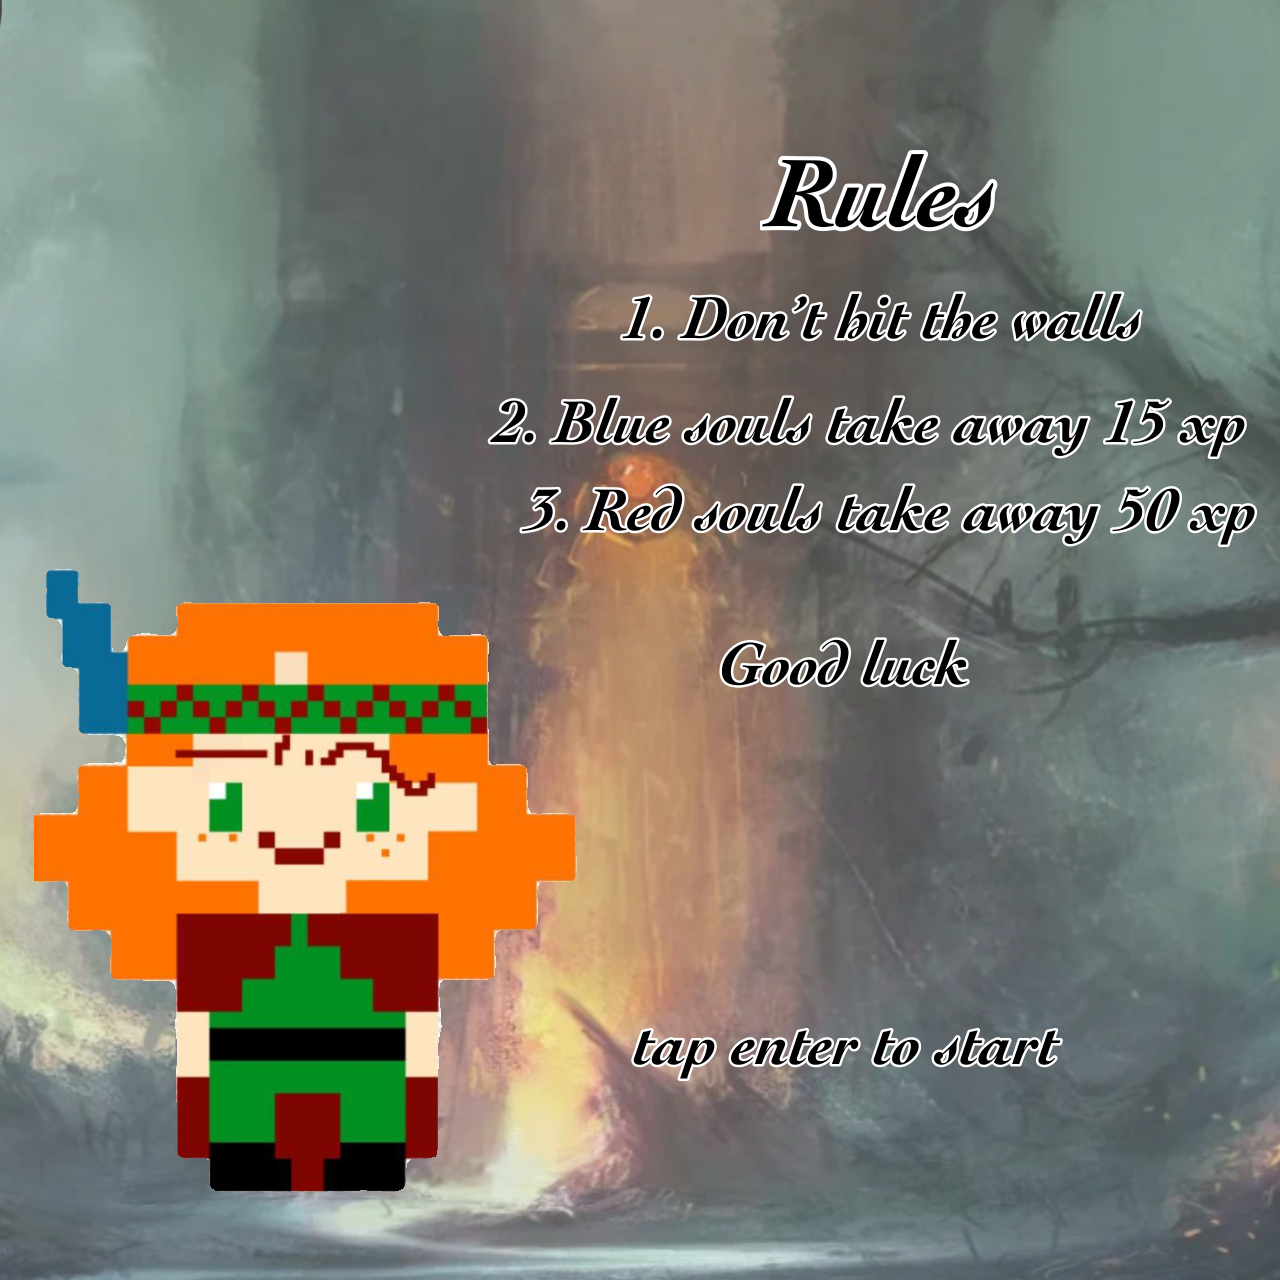 Rules
1. Don't hit the walls
2. Blue souls take away 15 xp
3. Red souls take away 50 xp
Good luck
tap enter to start